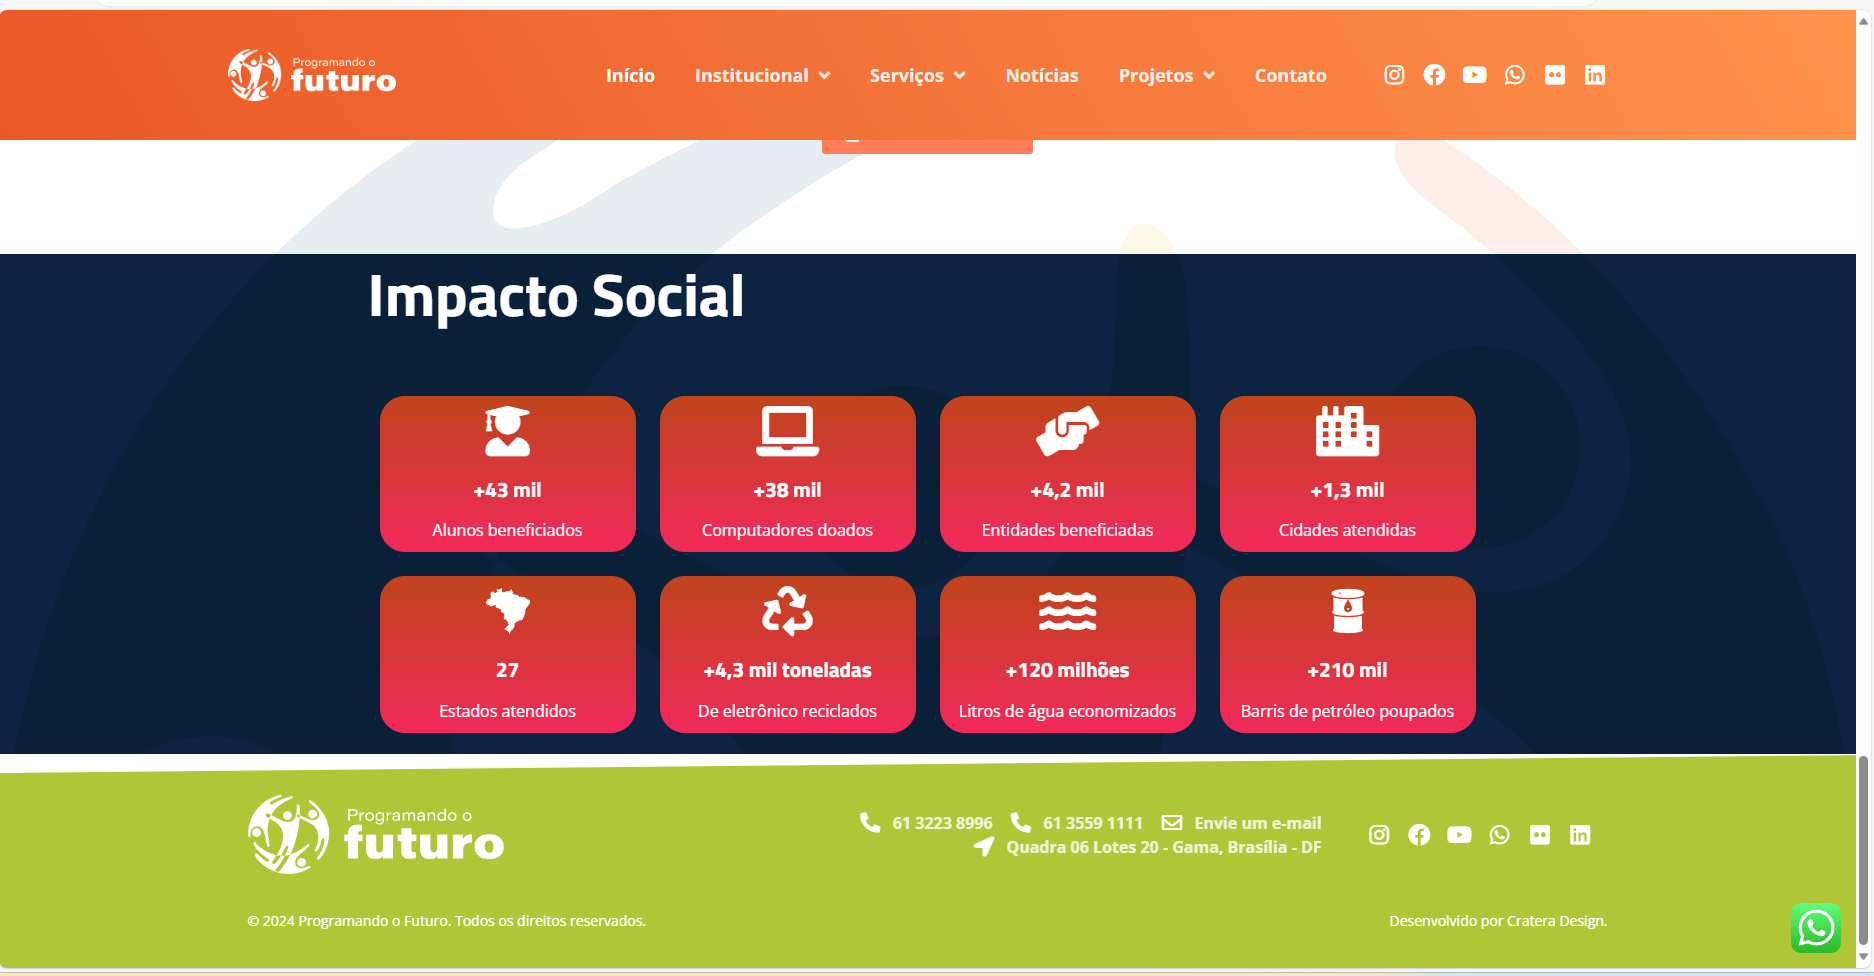 Programando o
futuro
Início Institucional Serviços Notícias Projetos Contato
Impacto Social
+43 mil
Alunos beneficiados
+38 mil
Computadores doados
+4,2 mil
Entidades beneficiadas
+1,3 mil
Cidades atendidas
27
Estados atendidos
+4,3 mil toneladas
De eletrônico reciclados
+120 milhões
Litros de água economizados
+210 mil
Barris de petróleo poupados
Programando o
futuro
61 3223 8996 61 3559 1111 Envie um e-mail
Quadra 06 Lotes 20 - Gama, Brasília - DF
© 2024 Programando o Futuro. Todos os direitos reservados.
Desenvolvido por Cratera Design.